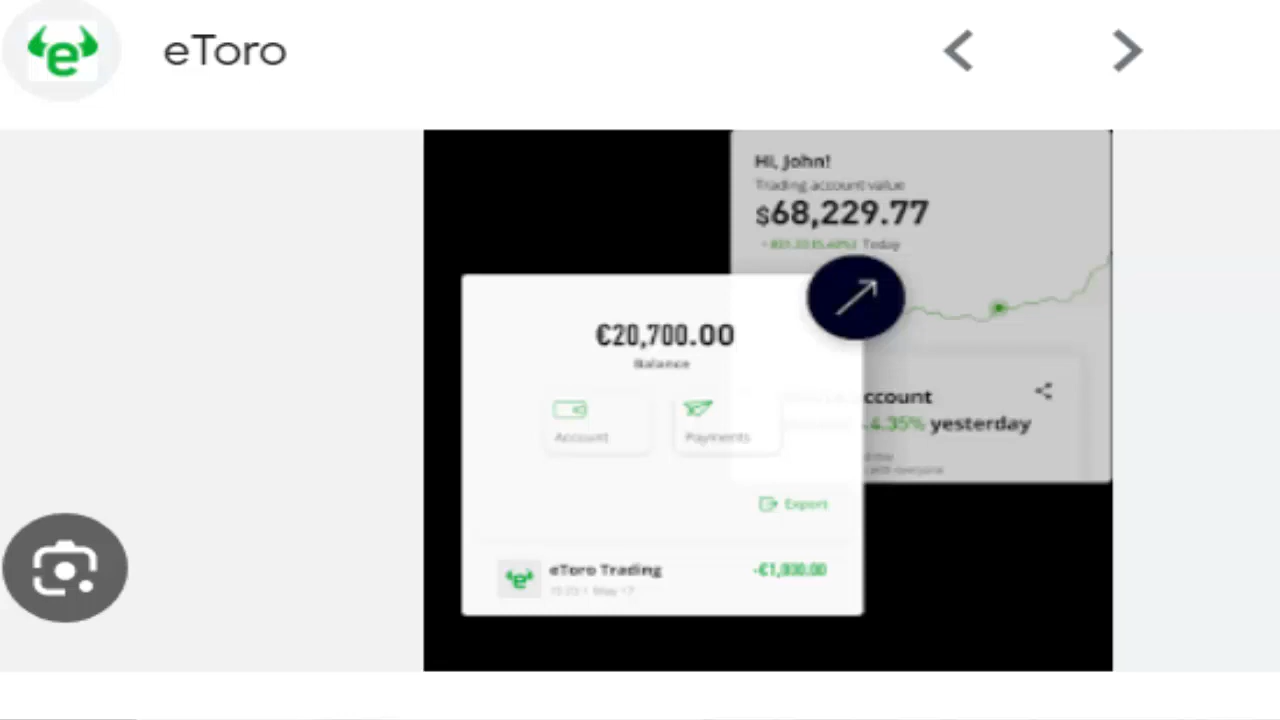 eToro
Hi, John!
Trading account value
$68,229.77
Today
€20,700.00
Balance
Account
Payments
ccount
4.35% yesterday
Export
eToro Trading
-€1,000.00